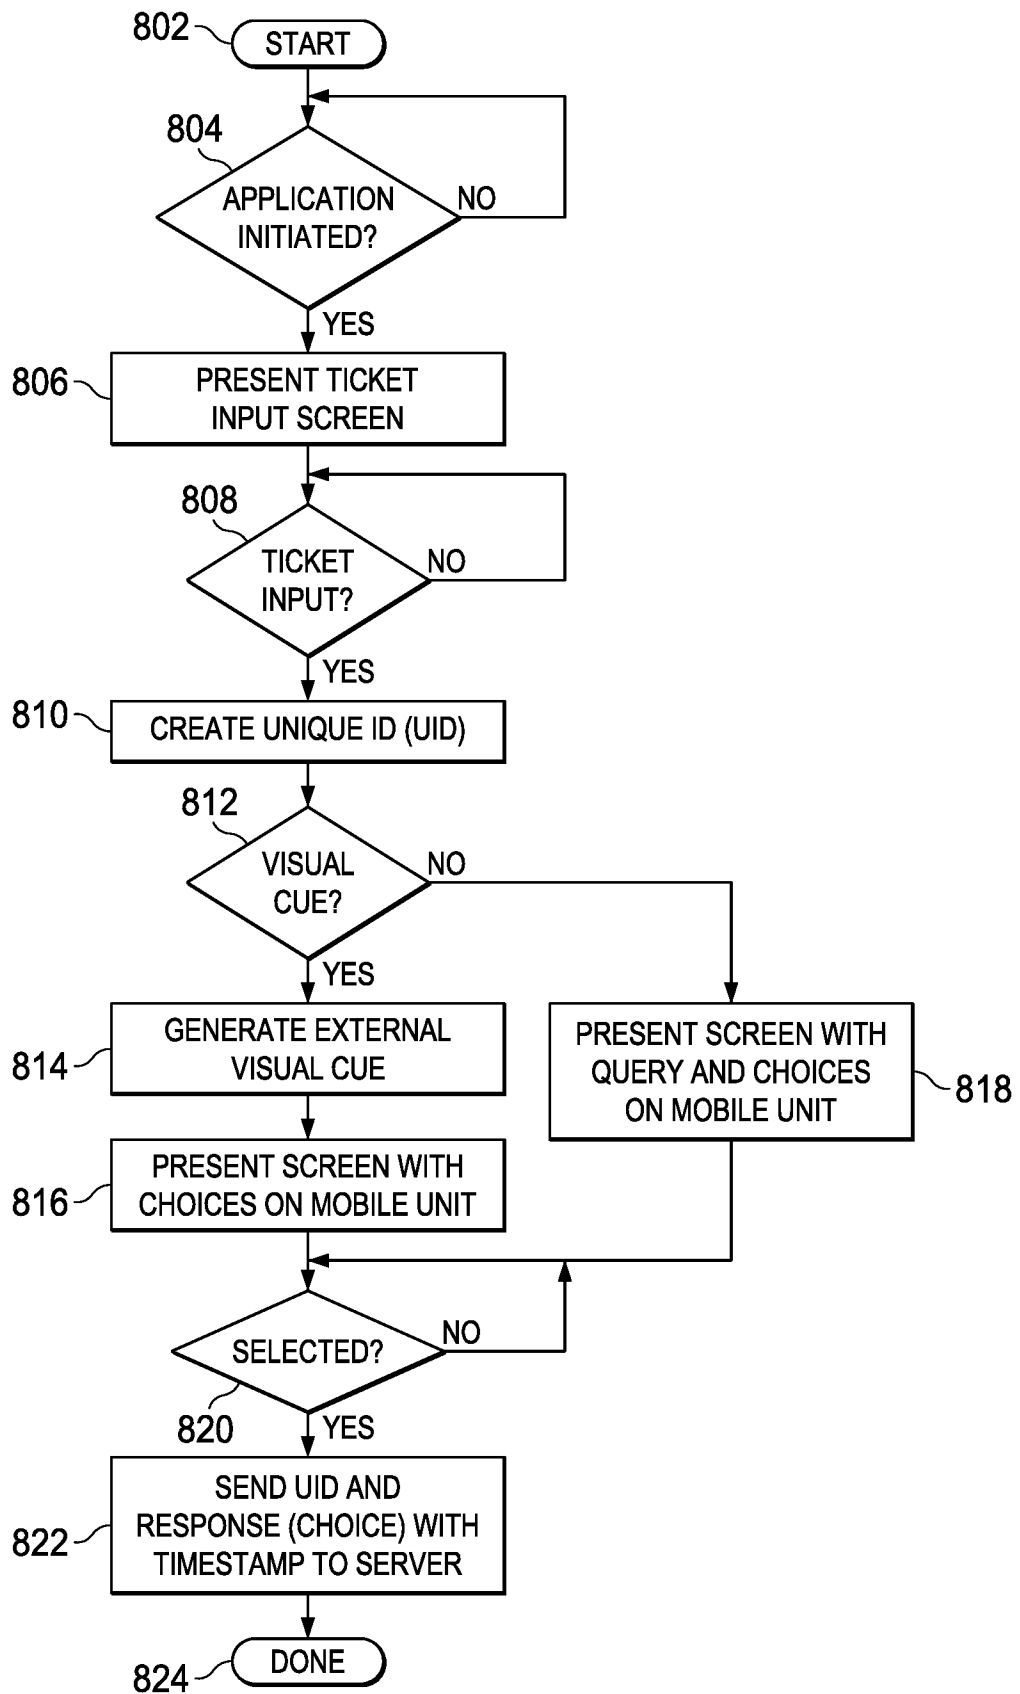 802
START
804
APPLICATION
INITIATED?
NO
YES
806
PRESENT TICKET
INPUT SCREEN
808
TICKET
INPUT?
NO
YES
810
CREATE UNIQUE ID (UID)
812
VISUAL
CUE?
NO
YES
814
GENERATE EXTERNAL
VISUAL CUE
PRESENT SCREEN WITH
QUERY AND CHOICES
ON MOBILE UNIT
818
816
PRESENT SCREEN WITH
CHOICES ON MOBILE UNIT
SELECTED?
NO
820
YES
822
SEND UID AND
RESPONSE (CHOICE) WITH
TIMESTAMP TO SERVER
DONE
824